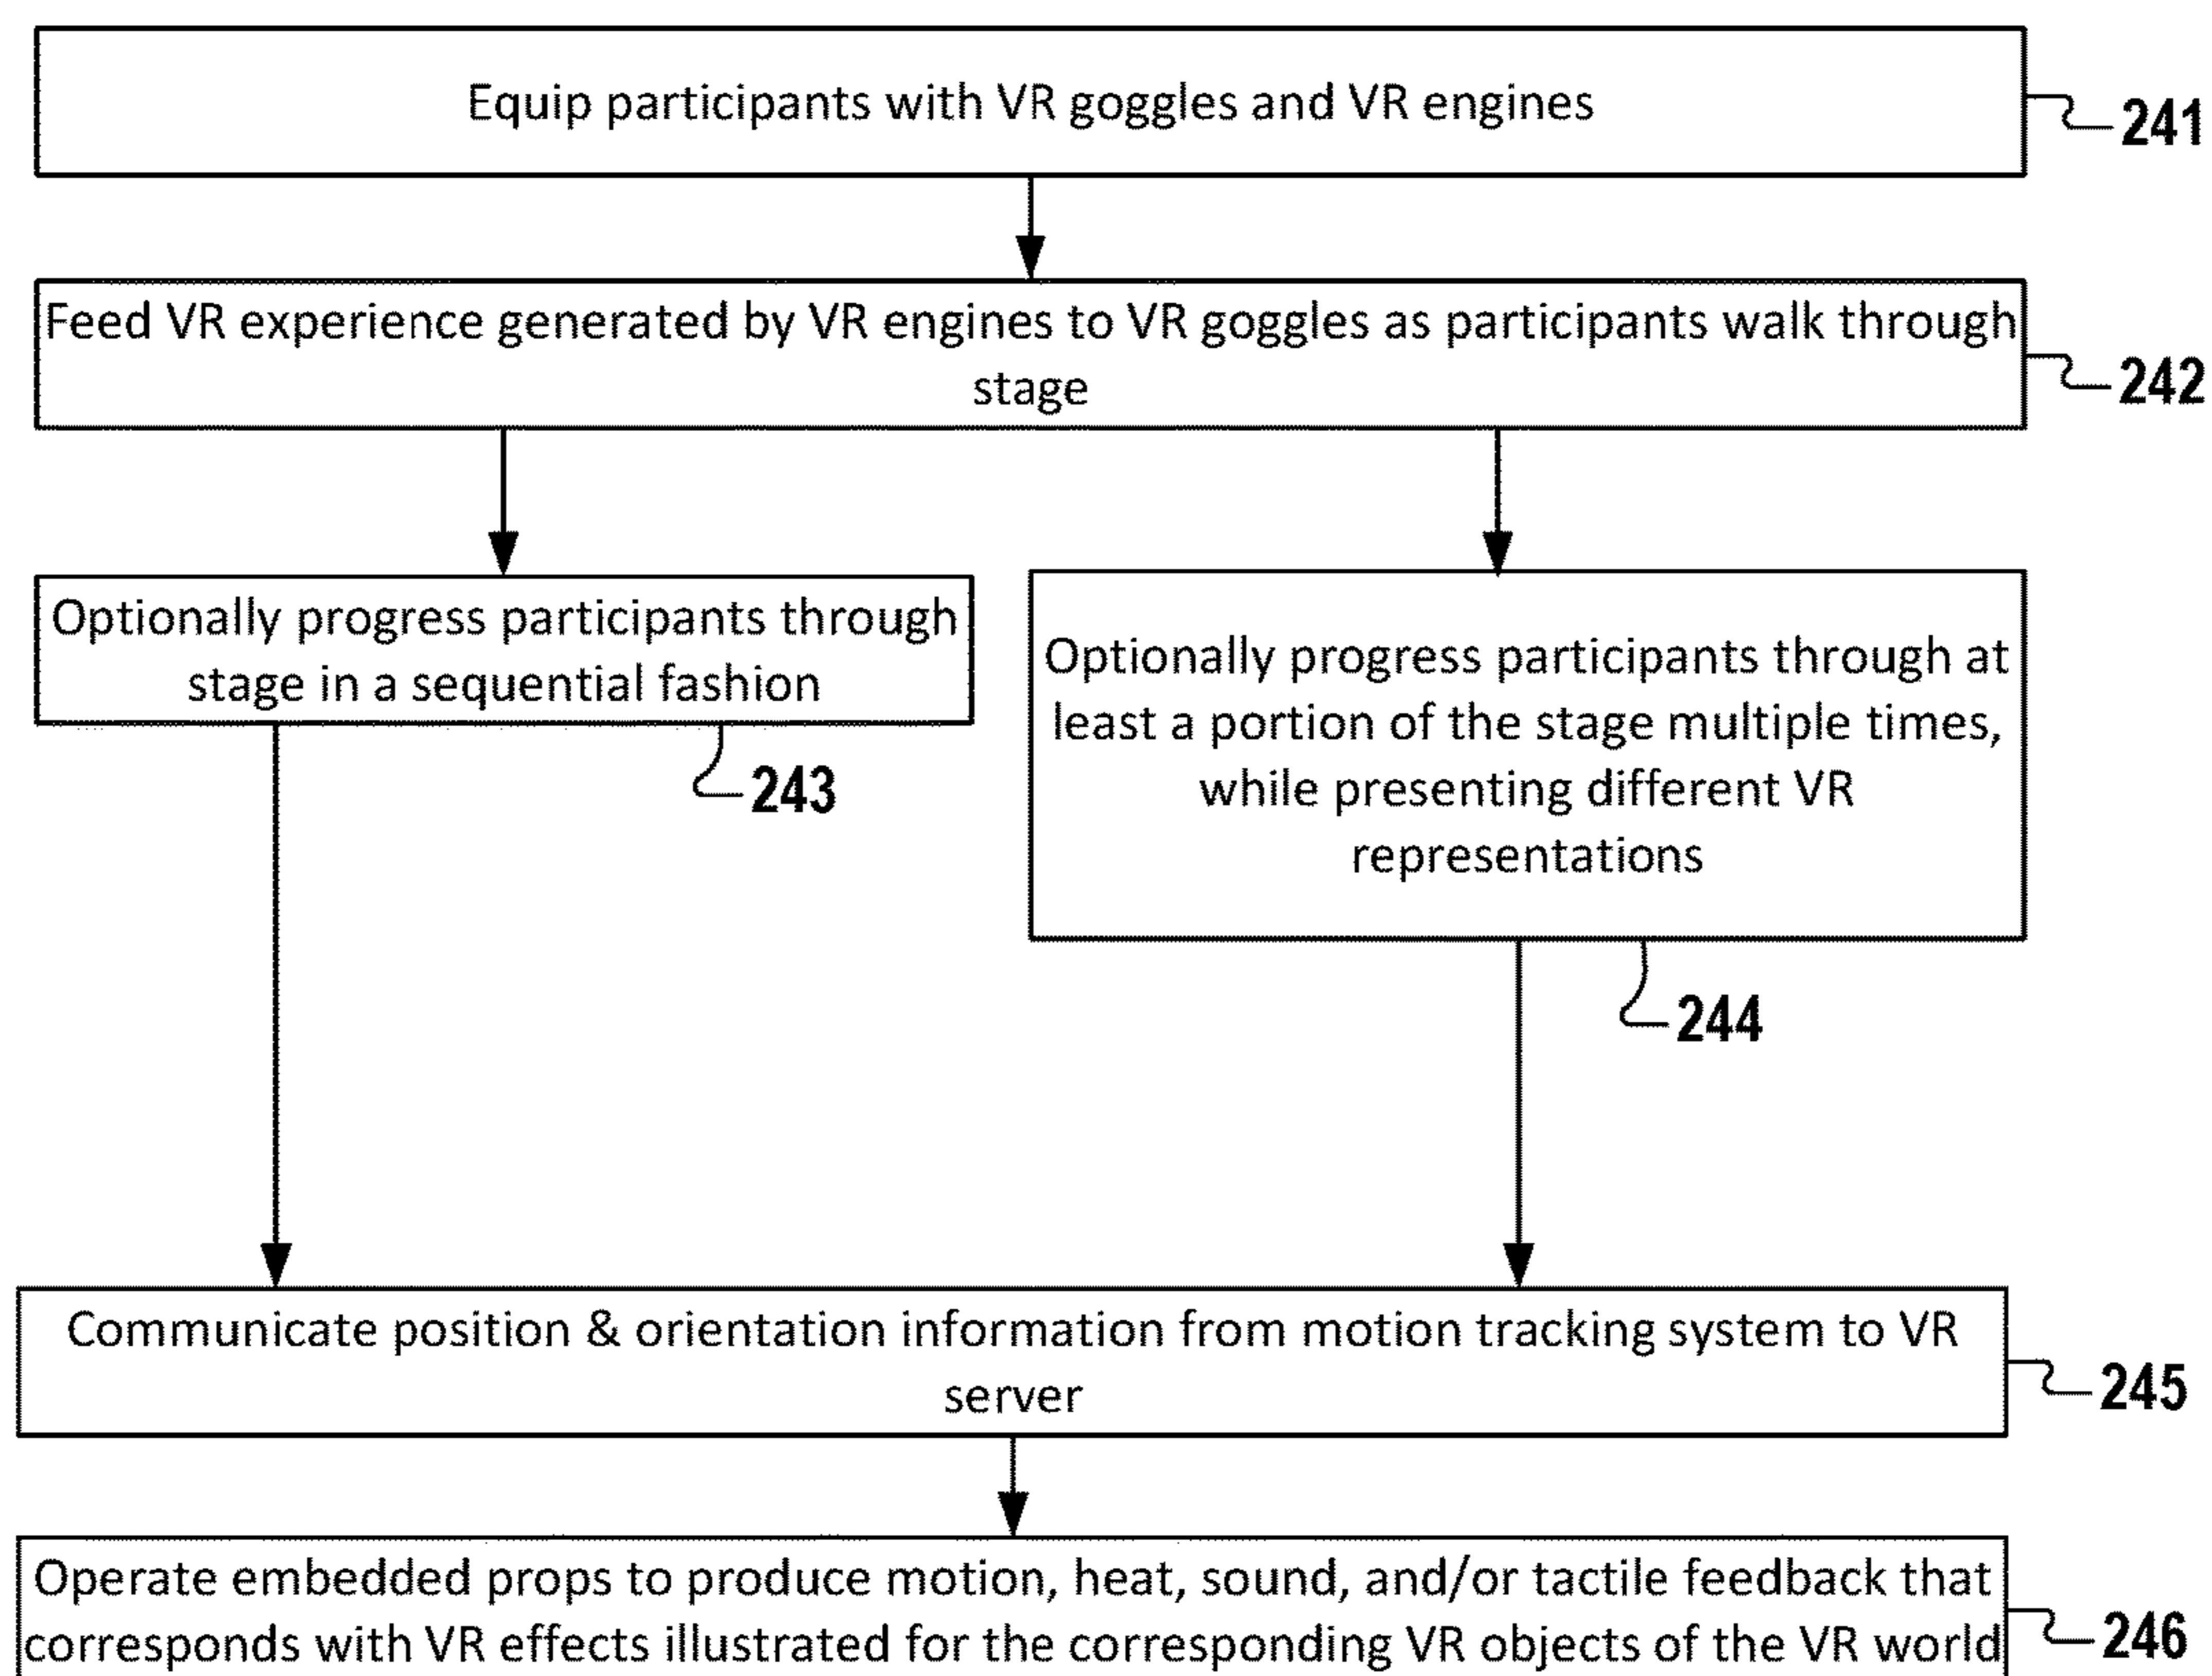 Equip participants with VR goggles and VR engines
241
Feed VR experience generated by VR engines to VR goggles as participants walk through
stage
242
Optionally progress participants through
stage in a sequential fashion
243
Optionally progress participants through at
least a portion of the stage multiple times,
while presenting different VR
representations
244
Communicate position & orientation information from motion tracking system to VR
server
245
Operate embedded props to produce motion, heat, sound, and/or tactile feedback that
corresponds with VR effects illustrated for the corresponding VR objects of the VR world
246